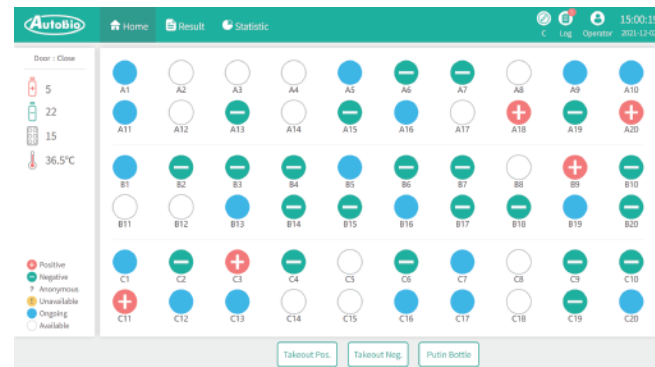 Autobio
Home
Result
Statistic
C
Log
Operator
15:00:19
2021-12-02
Door : Close
5
22
15
36.5°C
A1 A2 A3 A4 A5 A6 A7 A8 A9 A10
A11 A12 A13 A14 A15 A16 A17 A18 A19 A20
B1 B2 B3 B4 B5 B6 B7 B8 B9 B10
B11 B12 B13 B14 B15 B16 B17 B18 B19 B20
C1 C2 C3 C4 C5 C6 C7 C8 C9 C10
C11 C12 C13 C14 C15 C16 C17 C18 C19 C20
Positive
Negative
? Anonymous
Unavailable
Ongoing
Available
Takeout Pos.
Takeout Neg.
Putin Bottle